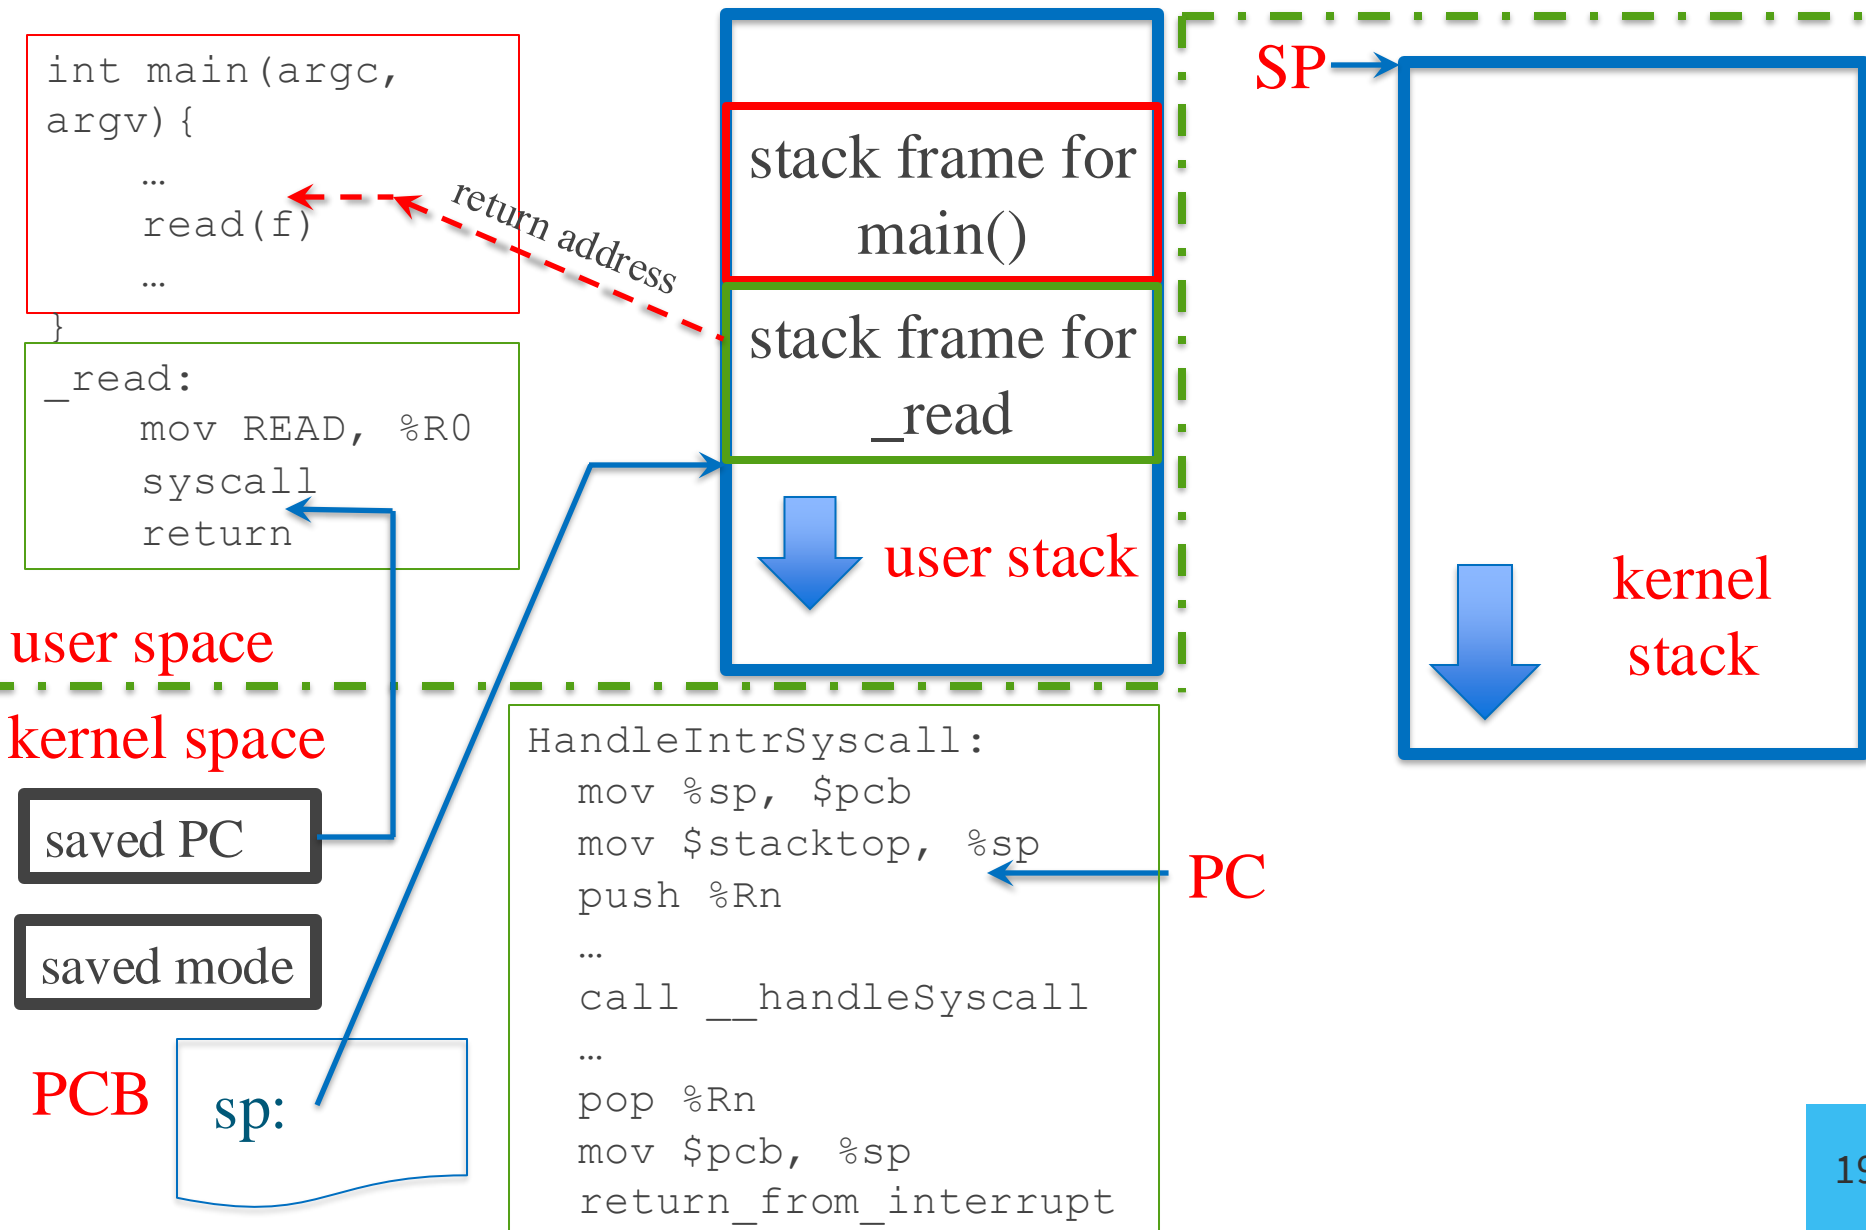 int main(argc,
argv){
…
read(f)
…
}
_read:
mov READ, %R0
syscall
return
user space
kernel space
saved PC
saved mode
PCB
sp:
return address
stack frame for
main()
stack frame for
_read
user stack
HandleIntrSyscall:
mov %sp, $pcb
mov $stacktop, %sp
push %Rn
…
call __handleSyscall
…
pop %Rn
mov $pcb, %sp
return_from_interrupt
PC
SP
kernel
stack